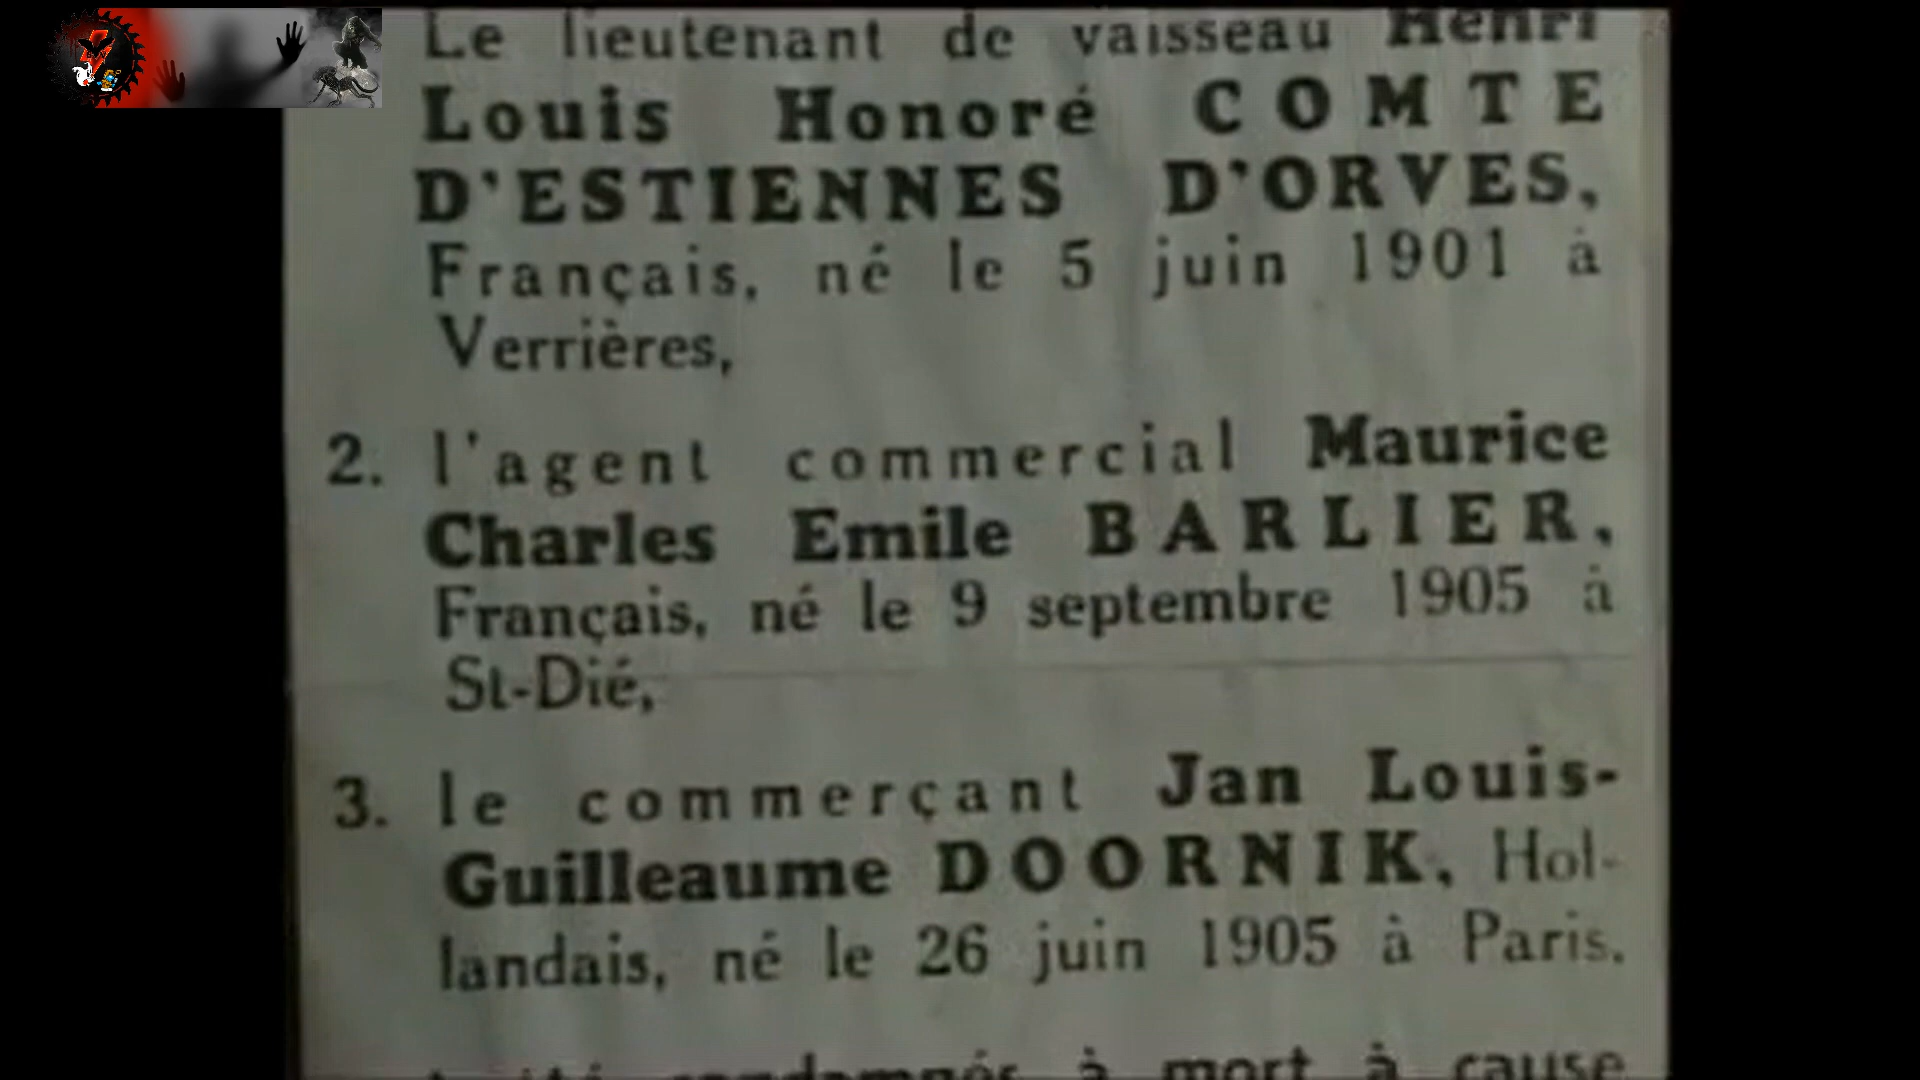 Le lieutenant de vaisseau Henri
Louis Honoré COMTE
D'ESTIENNES D'ORVES,
Français, né le 5 juin 1901 à
Verrières,
2. l'agent commercial Maurice
Charles Emile BARLIER,
Français, né le 9 septembre 1905 à
St-Dié,
3. le commerçant Jan Louis-
Guilleaume DOORNIK, Hol-
landais, né le 26 juin 1905 à Paris.
été condamnés à mort à cause